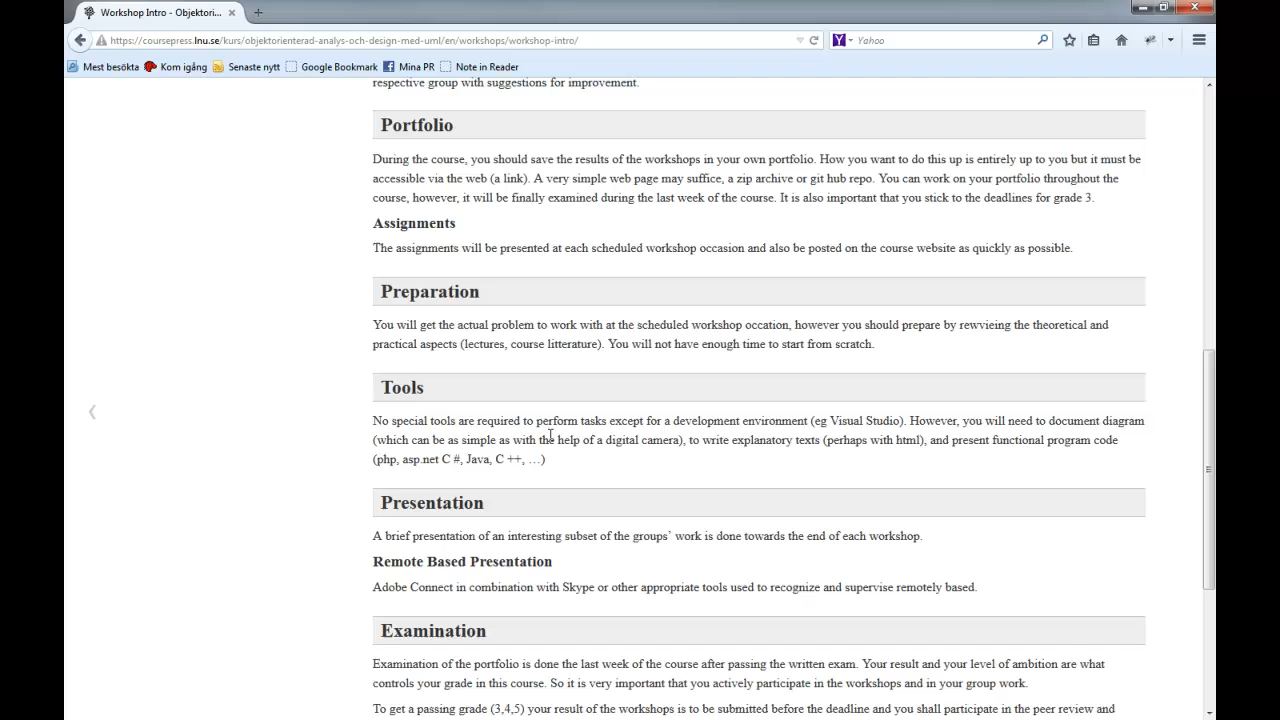 Workshop Intro - Objektori...
https://coursepress.lnu.se/kurs/objektorienterad-analys-och-design-med-uml/en/workshops/workshop-intro/
Yahoo
Mest besökta Kom igång Senaste nytt Google Bookmark Mina PR Note in Reader
respective group with suggestions for improvement.
Portfolio
During the course, you should save the results of the workshops in your own portfolio. How you want to do this up is entirely up to you but it must be
accessible via the web (a link). A very simple web page may suffice, a zip archive or git hub repo. You can work on your portfolio throughout the
course, however, it will be finally examined during the last week of the course. It is also important that you stick to the deadlines for grade 3.
Assignments
The assignments will be presented at each scheduled workshop occasion and also be posted on the course website as quickly as possible.
Preparation
You will get the actual problem to work with at the scheduled workshop occation, however you should prepare by rewvieing the theoretical and
practical aspects (lectures, course litterature). You will not have enough time to start from scratch.
Tools
No special tools are required to perform tasks except for a development environment (eg Visual Studio). However, you will need to document diagram
(which can be as simple as with the help of a digital camera), to write explanatory texts (perhaps with html), and present functional program code
(php, asp.net C #, Java, C ++, …)
Presentation
A brief presentation of an interesting subset of the groups’ work is done towards the end of each workshop.
Remote Based Presentation
Adobe Connect in combination with Skype or other appropriate tools used to recognize and supervise remotely based.
Examination
Examination of the portfolio is done the last week of the course after passing the written exam. Your result and your level of ambition are what
controls your grade in this course. So it is very important that you actively participate in the workshops and in your group work.
To get a passing grade (3,4,5) your result of the workshops is to be submitted before the deadline and you shall participate in the peer review and